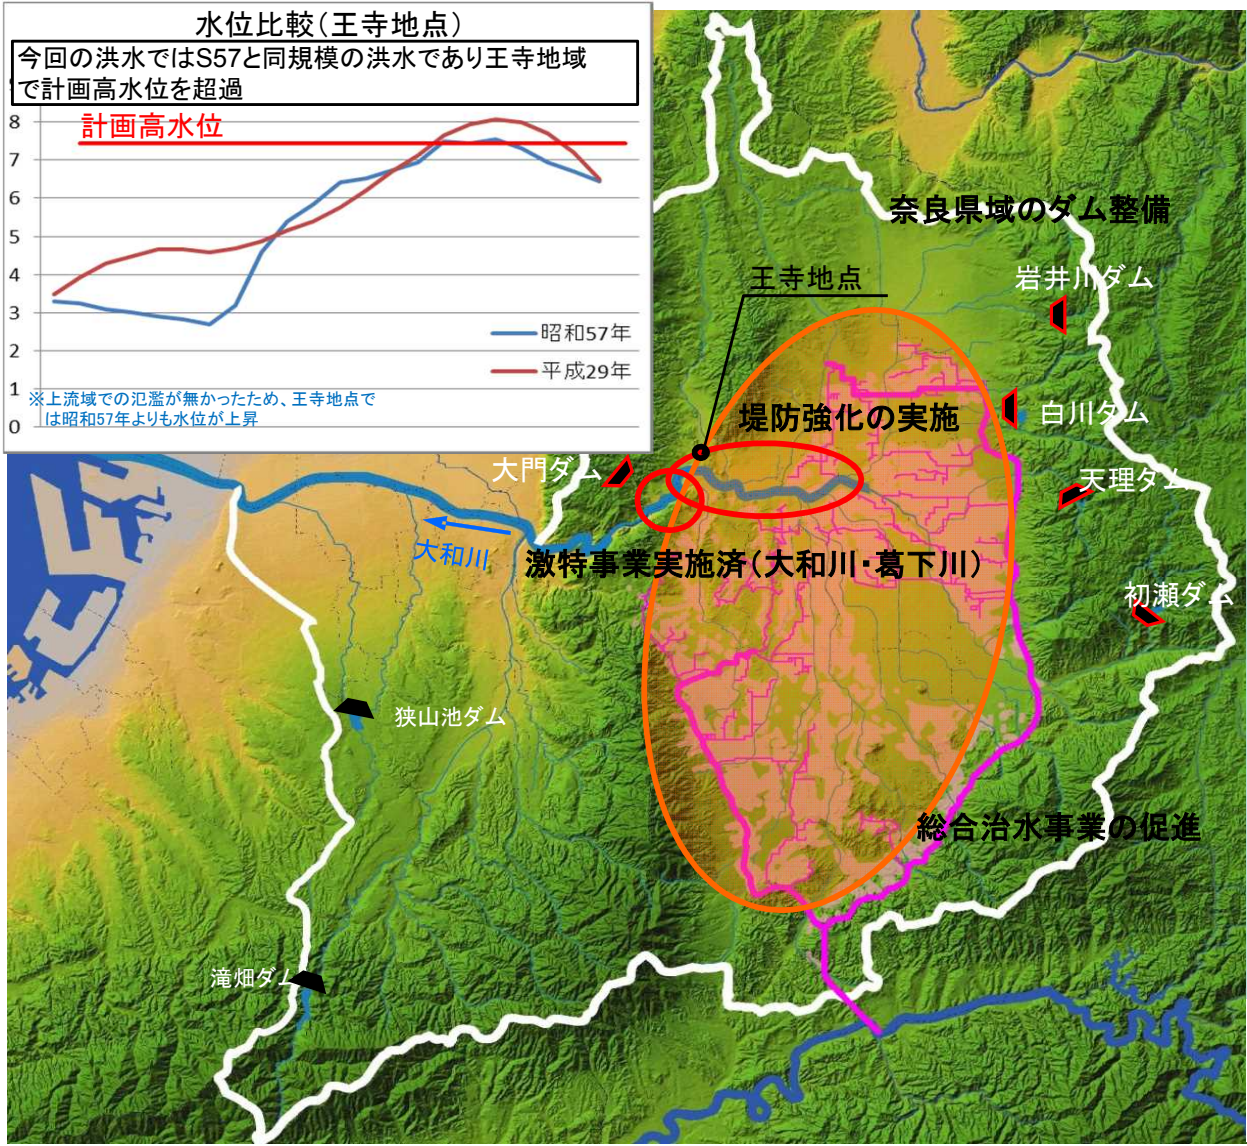 水位比較(王寺地点)
今回の洪水ではS57と同規模の洪水であり王寺地域
で計画高水位を超過
8
7
6
5
4
3
2
1
0
計画高水位
昭和57年
平成29年
※上流域での氾濫が無かったため、王寺地点で
は昭和57年よりも水位が上昇
奈良県域のダム整備
王寺地点
岩井川ダム
堤防強化の実施
白川ダム
大門ダム
天理ダム
大和川
激特事業実施済(大和川・葛下川)
初瀬ダム
狭山池ダム
総合治水事業の促進
滝畑ダム